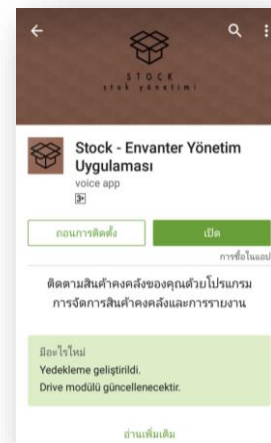 STOCK
stok yönetimi
Stock - Envanter Yönetim
Uygulaması
voice app
3+
ถอนการติดตั้ง
เปิด
การซื้อในแอป
ติดตามสินค้าคงคลังของคุณด้วยโปรแกรม
การจัดการสินค้าคงคลังและการรายงาน
มีอะไรใหม่
Yedekleme geliştirildi.
Drive modülü güncellenecektir.
อ่านเพิ่มเติม